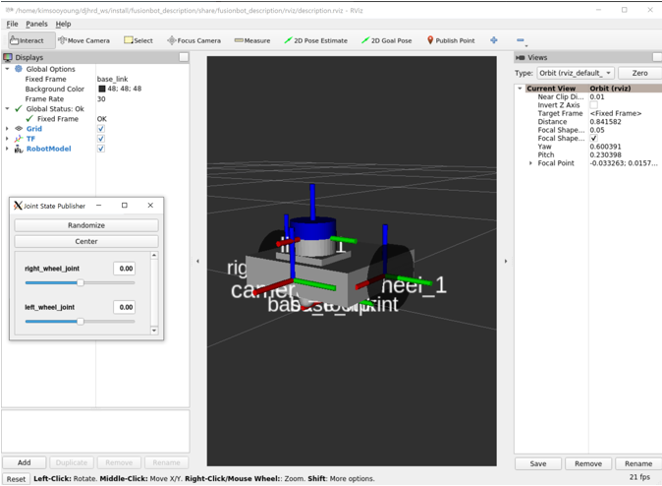 /home/kimsooyoung/djhrd_ws/install/fusionbot_description/share/fusionbot_description/rviz/description.rviz - RViz
File Panels Help
Interact Move Camera Select Focus Camera Measure 2D Pose Estimate 2D Goal Pose Publish Point
Displays
Global Options
Fixed Frame base_link
Background Color 48; 48; 48
Frame Rate 30
Global Status: Ok
Fixed Frame OK
Grid
TF
RobotModel
Joint State Publisher
Randomize
Center
right_wheel_joint 0.00
left_wheel_joint 0.00
Add Duplicate Remove Rename
heel_1
Views
Type: Orbit (rviz_default_ Zero
Current View Orbit (rviz)
Near Clip Di... 0.01
Invert Z Axis
Target Frame <Fixed Frame>
Distance 0.841582
Focal Shape... 0.05
Focal Shape...
Yaw 0.600391
Pitch 0.230398
Focal Point -0.033263; 0.0157...
Save Remove Rename
Reset Left-Click: Rotate. Middle-Click: Move X/Y. Right-Click/Mouse Wheel:: Zoom. Shift: More options. 21 fps